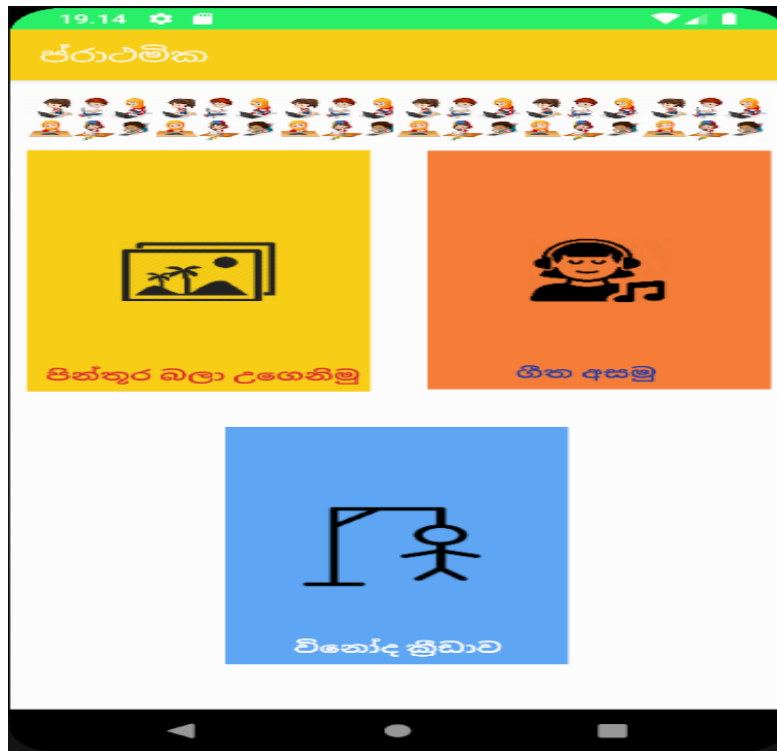 19.14
ප්රාථමික
පින්තූර බලා උගෙනිමු
ගීත අසමු
විනෝද ක්‍රීඩාව